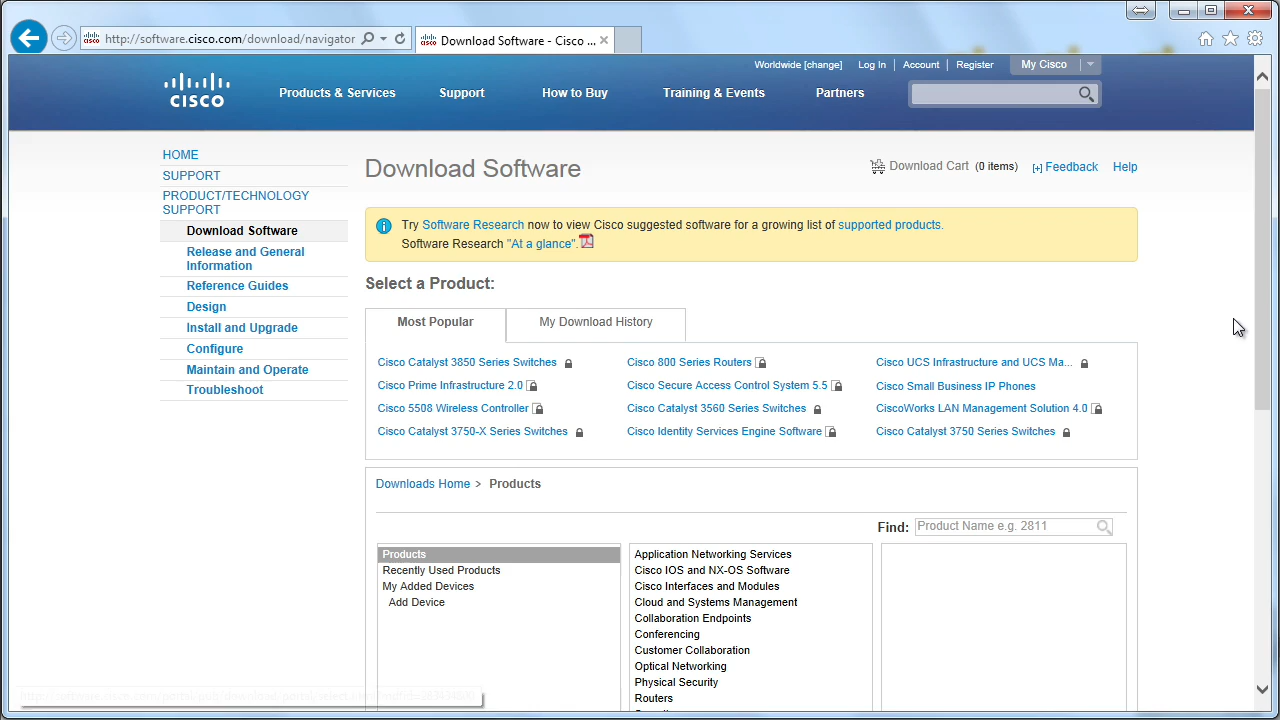 http://software.cisco.com/download/navigator
Download Software - Cisco ...
Worldwide [change]
Log In
Account
Register
My Cisco
CISCO
Products & Services
Support
How to Buy
Training & Events
Partners
HOME
SUPPORT
PRODUCT/TECHNOLOGY
SUPPORT
Download Software
Release and General
Information
Reference Guides
Design
Install and Upgrade
Configure
Maintain and Operate
Troubleshoot
Download Software
Download Cart (0 items)
[+] Feedback
Help
Try Software Research now to view Cisco suggested software for a growing list of supported products.
Software Research "At a glance".
Select a Product:
Most Popular
My Download History
Cisco Catalyst 3850 Series Switches
Cisco 800 Series Routers
Cisco UCS Infrastructure and UCS Ma...
Cisco Prime Infrastructure 2.0
Cisco Secure Access Control System 5.5
Cisco Small Business IP Phones
Cisco 5508 Wireless Controller
Cisco Catalyst 3560 Series Switches
CiscoWorks LAN Management Solution 4.0
Cisco Catalyst 3750-X Series Switches
Cisco Identity Services Engine Software
Cisco Catalyst 3750 Series Switches
Downloads Home > Products
Find: Product Name e.g. 2811
Products
Recently Used Products
My Added Devices
Add Device
Application Networking Services
Cisco IOS and NX-OS Software
Cisco Interfaces and Modules
Cloud and Systems Management
Collaboration Endpoints
Conferencing
Customer Collaboration
Optical Networking
Physical Security
Routers